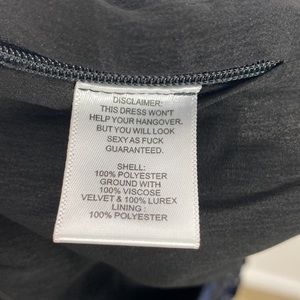 DISCLAIMER:
THIS DRESS WON'T
HELP YOUR HANGOVER.
BUT YOU WILL LOOK
SEXY AS FUCK
GUARANTEED.
SHELL:
100% POLYESTER
GROUND WITH
100% VISCOSE
VELVET & 100% LUREX
LINING :
100% POLYESTER